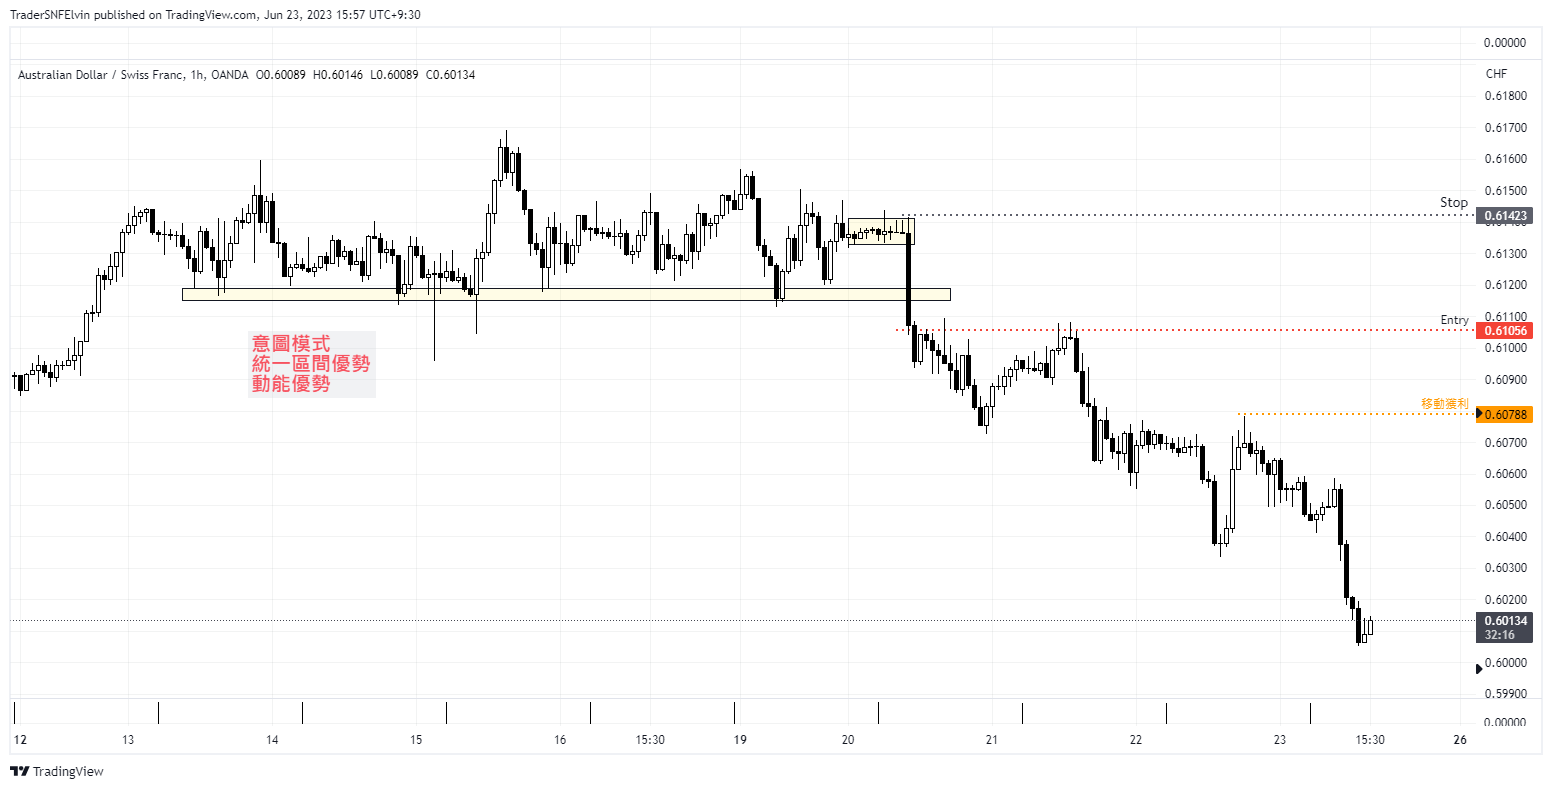 TraderSNFElvin published on TradingView.com, Jun 23, 2023 15:57 UTC+9:30
0.00000
Australian Dollar / Swiss Franc, 1h, OANDA O0.60089 H0.60146 L0.60089 C0.60134
CHF
0.61800
0.61700
0.61600
0.61500
Stop
0.61423
0.61300
0.61200
0.61100
Entry
0.61056
意圖模式
統一區間優勢
動能優勢
0.61000
0.60900
移動獲利
0.60788
0.60700
0.60600
0.60500
0.60400
0.60300
0.60200
0.60134
32:16
0.60000
0.59900
0.00000
12 13 14 15 16 15:30 19 20 21 22 23 15:30 26
TradingView